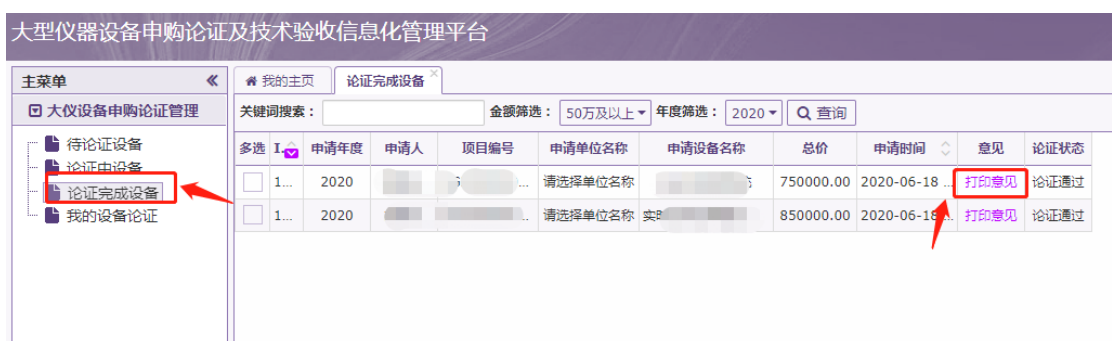 大型仪器设备申购论证及技术验收信息化管理平台
主菜单 «
我的主页 论证完成设备 ×
大仪设备申购论证管理
关键词搜索： 金额筛选： 50万及以上 年度筛选： 2020 查询
待论证设备
论证中设备
论证完成设备
我的设备论证
多选 I. 申请年度 申请人 项目编号 申请单位名称 申请设备名称 总价 申请时间 意见 论证状态
1... 2020 ... 请选择单位名称 750000.00 2020-06-18 ... 打印意见 论证通过
1... 2020 ... 请选择单位名称 850000.00 2020-06-18 打印意见 论证通过